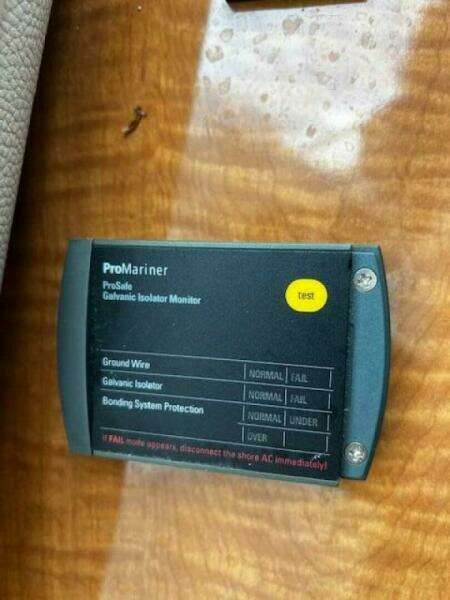 ProMariner
ProSafe
Galvanic Isolator Monitor
test
Ground Wire NORMAL FAIL
Galvanic Isolator NORMAL FAIL
Bonding System Protection NORMAL UNDER
OVER
If FAIL mode appears, disconnect the shore AC immediately!